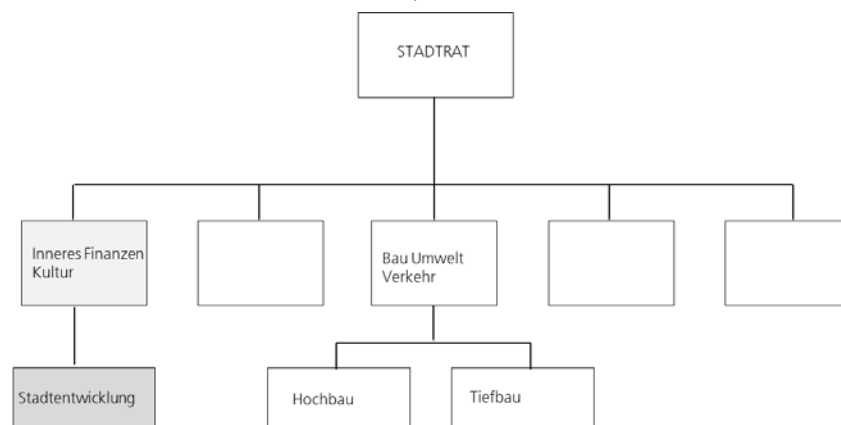 STADTRAT
Inneres Finanzen
Kultur
Bau Umwelt
Verkehr
Stadtentwicklung
Hochbau
Tiefbau